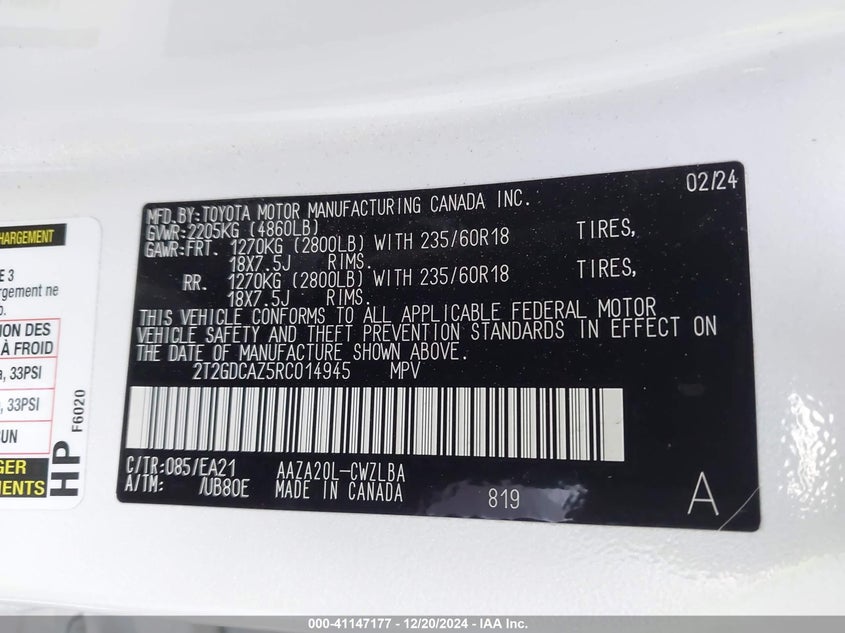 02/24
MFD.BY:TOYOTA MOTOR MANUFACTURING CANADA INC.
GVWR:2205KG (4860LB)
GAWR:FRT. 1270KG (2800LB) WITH 235/60R18 TIRES,
18X7.5J RIMS.
RR. 1270KG (2800LB) WITH 235/60R18 TIRES,
18X7.5J RIMS.
THIS VEHICLE CONFORMS TO ALL APPLICABLE FEDERAL MOTOR
VEHICLE SAFETY AND THEFT PREVENTION STANDARDS IN EFFECT ON
THE DATE OF MANUFACTURE SHOWN ABOVE.
2T2GDCAZ5RC014945 MPV
C/TR:085/EA21 AAZA20L-CWZLBA
A/TM: /UB80E MADE IN CANADA 819 A
HARGEMENT
E 3
argement ne
ION DES
À FROID
a, 33PSI
, 33PSI
UN
GER
MENTS
HP
F6020
000-41147177 — 12/20/2024 — IAA Inc.